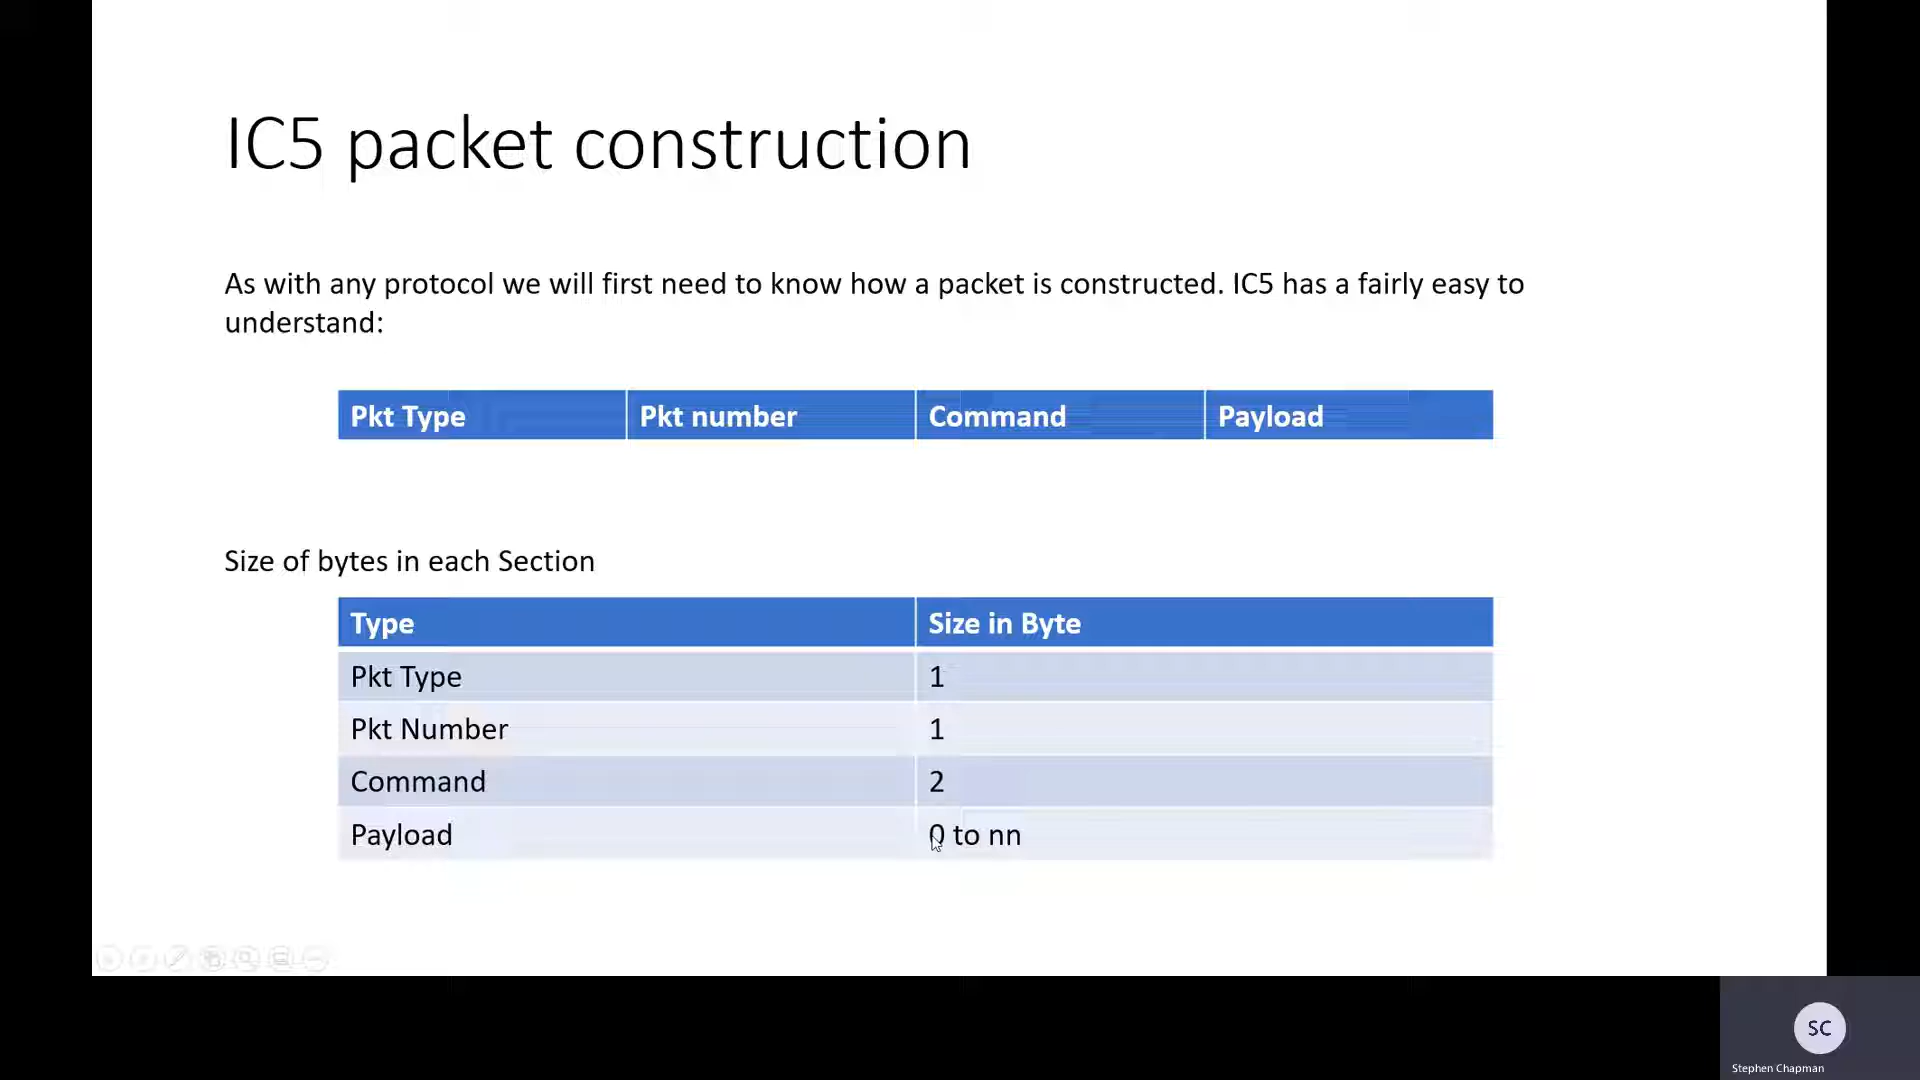 IC5 packet construction
As with any protocol we will first need to know how a packet is constructed. IC5 has a fairly easy to
understand:
Pkt Type Pkt number Command Payload
Size of bytes in each Section
Type Size in Byte
Pkt Type 1
Pkt Number 1
Command 2
Payload 0 to nn
SC
Stephen Chapman